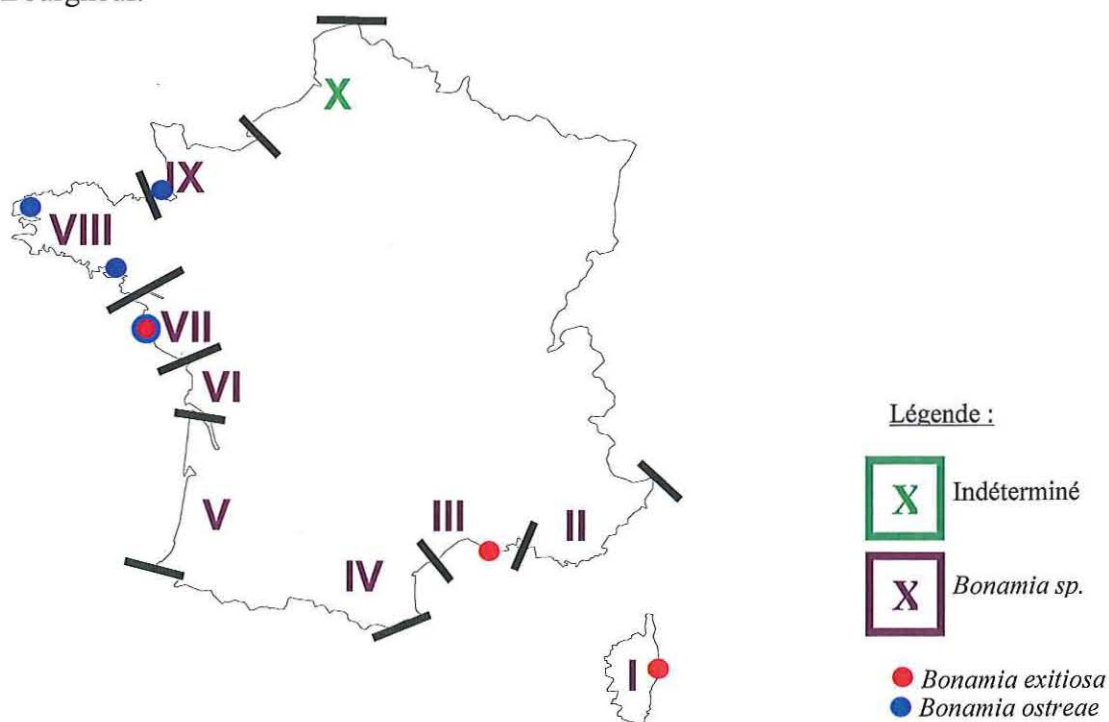 X
IX
VIII
VII
VI
V
IV
III
II
I
Légende :
X Indéterminé
X Bonamia sp.
Bonamia exitiosa
Bonamia ostreae